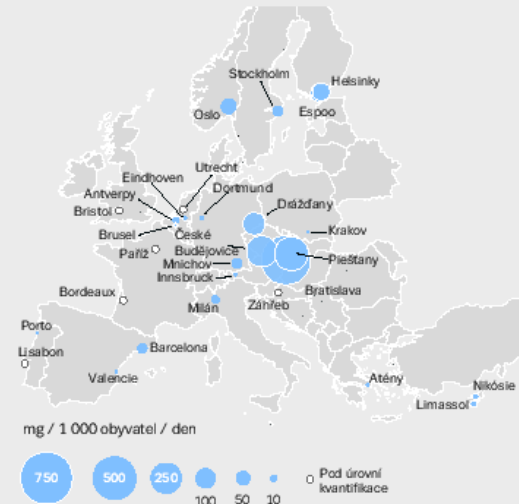 Stockholm
Helsinky
Oslo
Espoo
Utrecht
Eindhoven
Dortmund
Antverpy
Drážďany
Bristol
Brusel
České
Budějovice
Krakov
Paříž
Mnichov
Piešťany
Innsbruck
Bordeaux
Milán
Záhřeb
Bratislava
Porto
Barcelona
Lisabon
Valencie
Atény
Nikósie
Limassol
mg / 1 000 obyvatel / den
750
500
250
100
50
10
Pod úrovní
kvantifikace